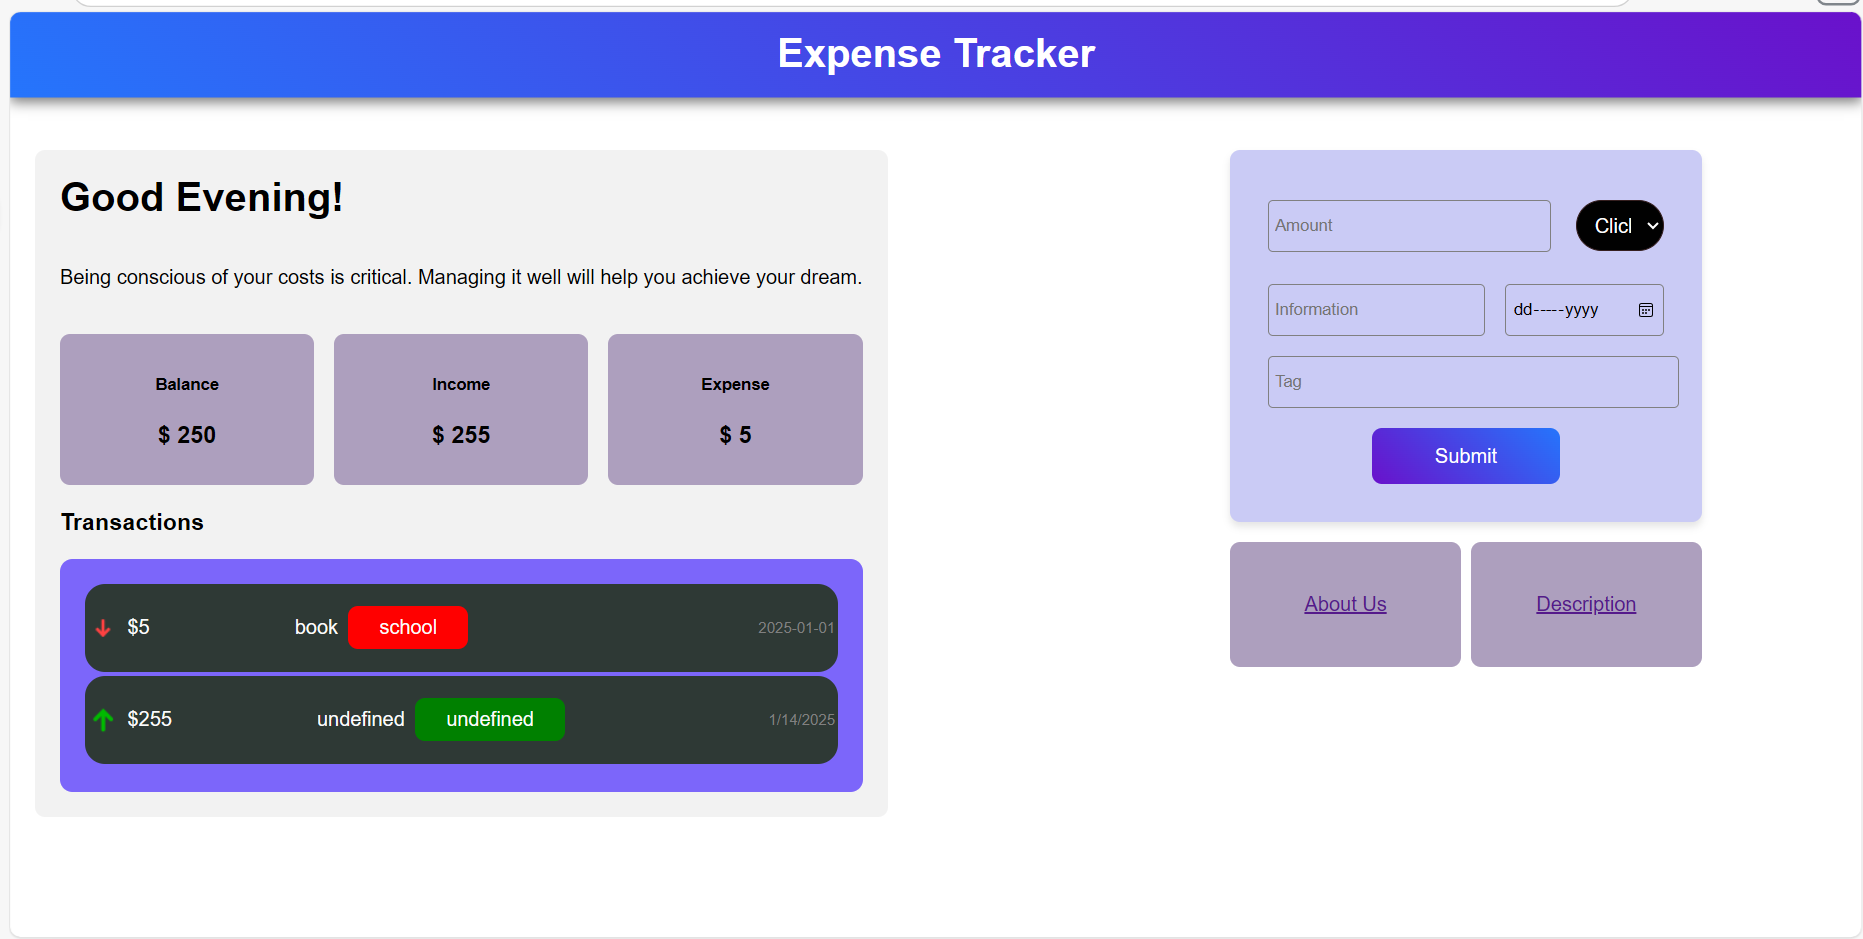 Expense Tracker
Good Evening!
Being conscious of your costs is critical. Managing it well will help you achieve your dream.
Balance
$ 250
Income
$ 255
Expense
$ 5
Transactions
$5 book school 2025-01-01
$255 undefined undefined 1/14/2025
Amount
Clicl
Information
dd-----yyyy
Tag
Submit
About Us
Description